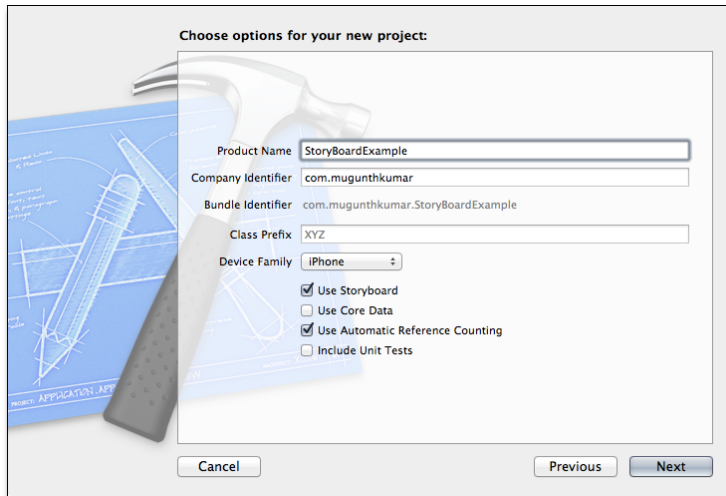 Choose options for your new project:
Product Name StoryBoardExample
Company Identifier com.mugunthkumar
Bundle Identifier com.mugunthkumar.StoryBoardExample
Class Prefix XYZ
Device Family iPhone
Use Storyboard
Use Core Data
Use Automatic Reference Counting
Include Unit Tests
PROJECT: APPLICATION_APP
Cancel Previous Next